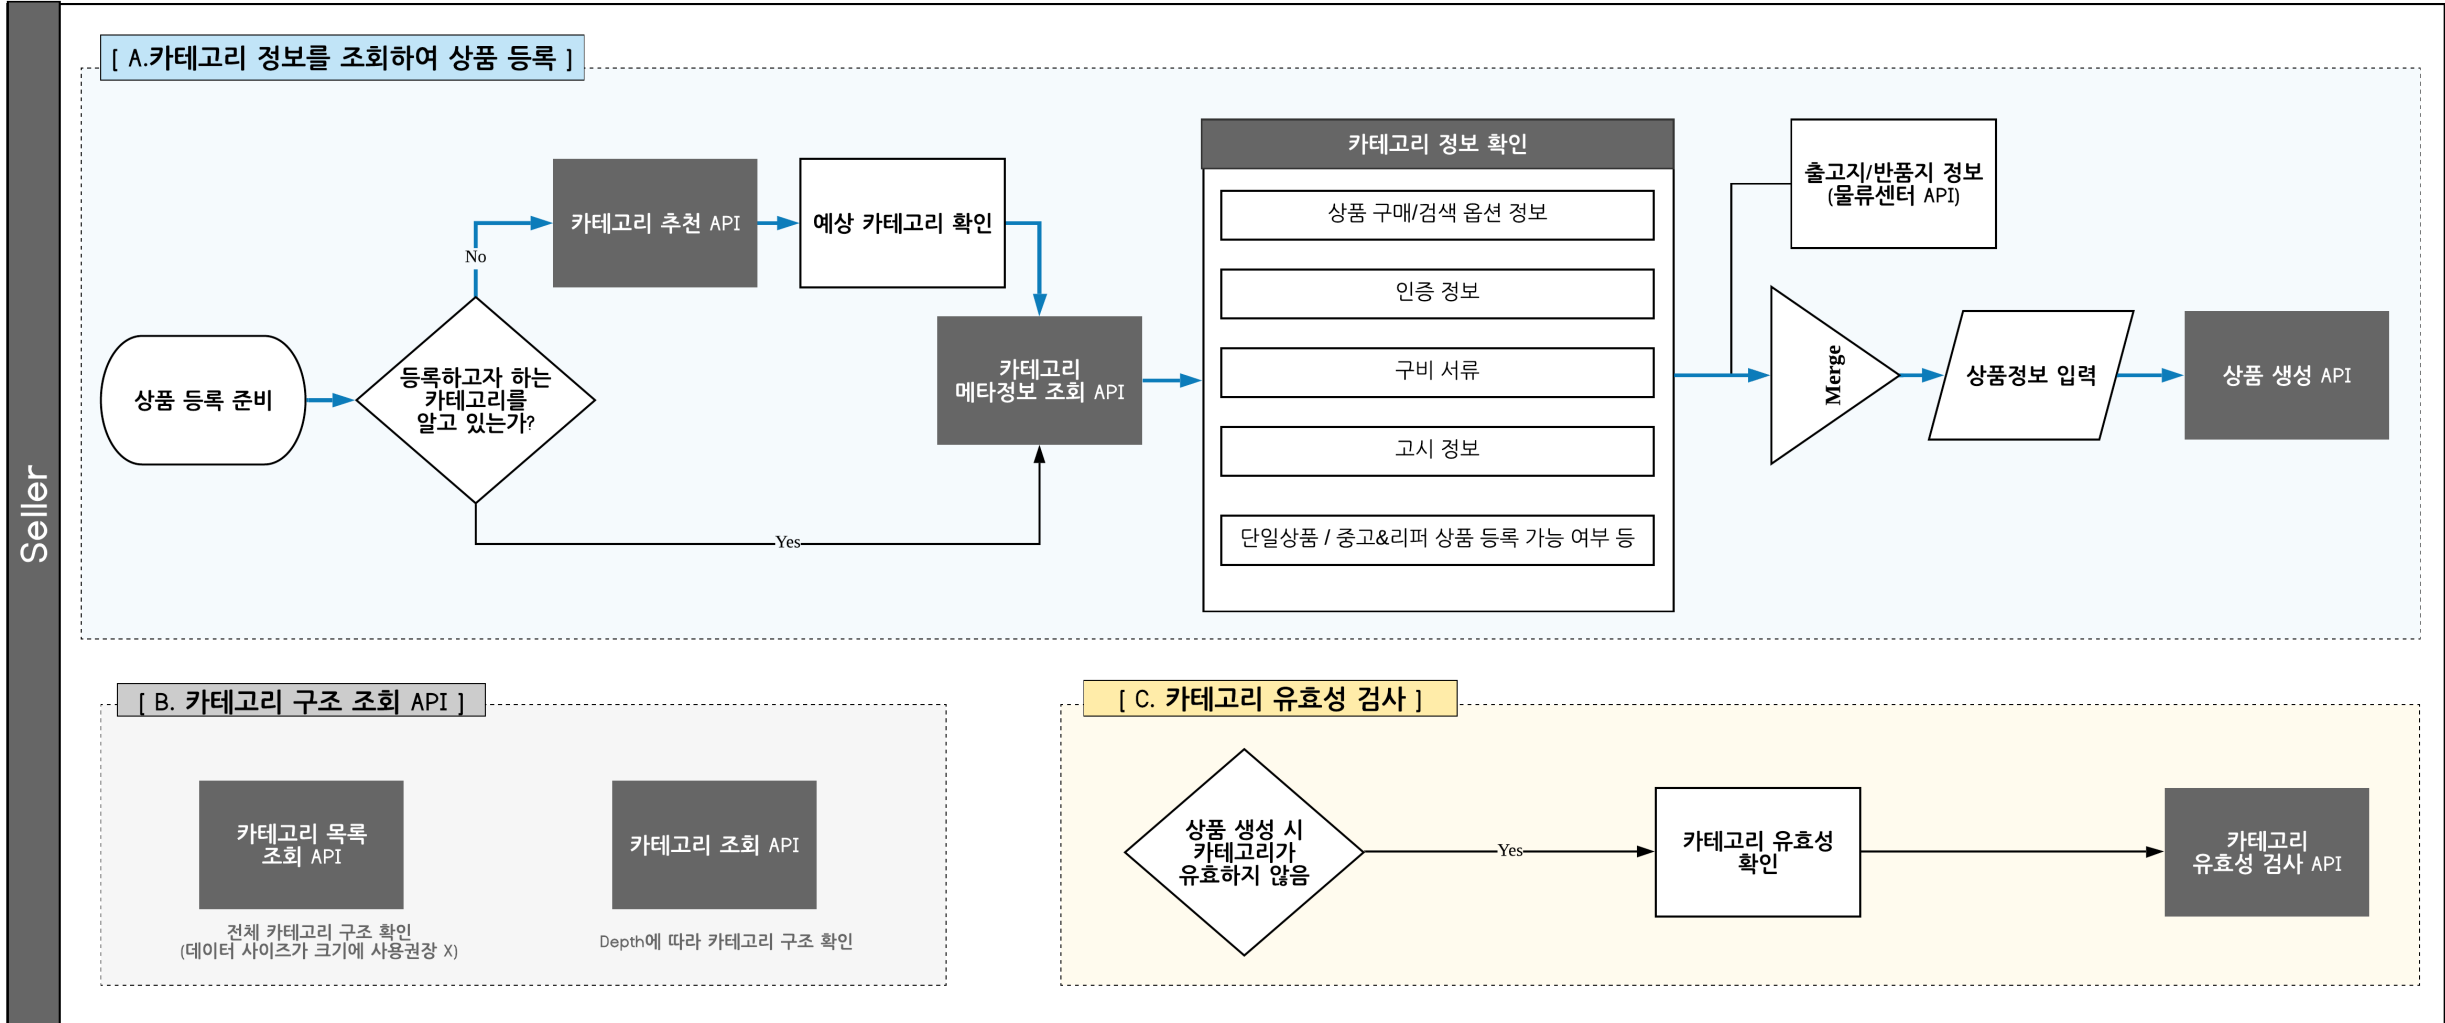 Seller
[ A.카테고리 정보를 조회하여 상품 등록 ]
상품 등록 준비
등록하고자 하는
카테고리를
알고 있는가?
No
카테고리 추천 API
예상 카테고리 확인
Yes
카테고리
메타정보 조회 API
카테고리 정보 확인
상품 구매/검색 옵션 정보
인증 정보
구비 서류
고시 정보
단일상품 / 중고&리퍼 상품 등록 가능 여부 등
출고지/반품지 정보
(물류센터 API)
Merge
상품정보 입력
상품 생성 API
[ B. 카테고리 구조 조회 API ]
카테고리 목록
조회 API
전체 카테고리 구조 확인
(데이터 사이즈가 크기에 사용권장 X)
카테고리 조회 API
Depth에 따라 카테고리 구조 확인
[ C. 카테고리 유효성 검사 ]
상품 생성 시
카테고리가
유효하지 않음
Yes
카테고리 유효성
확인
카테고리
유효성 검사 API